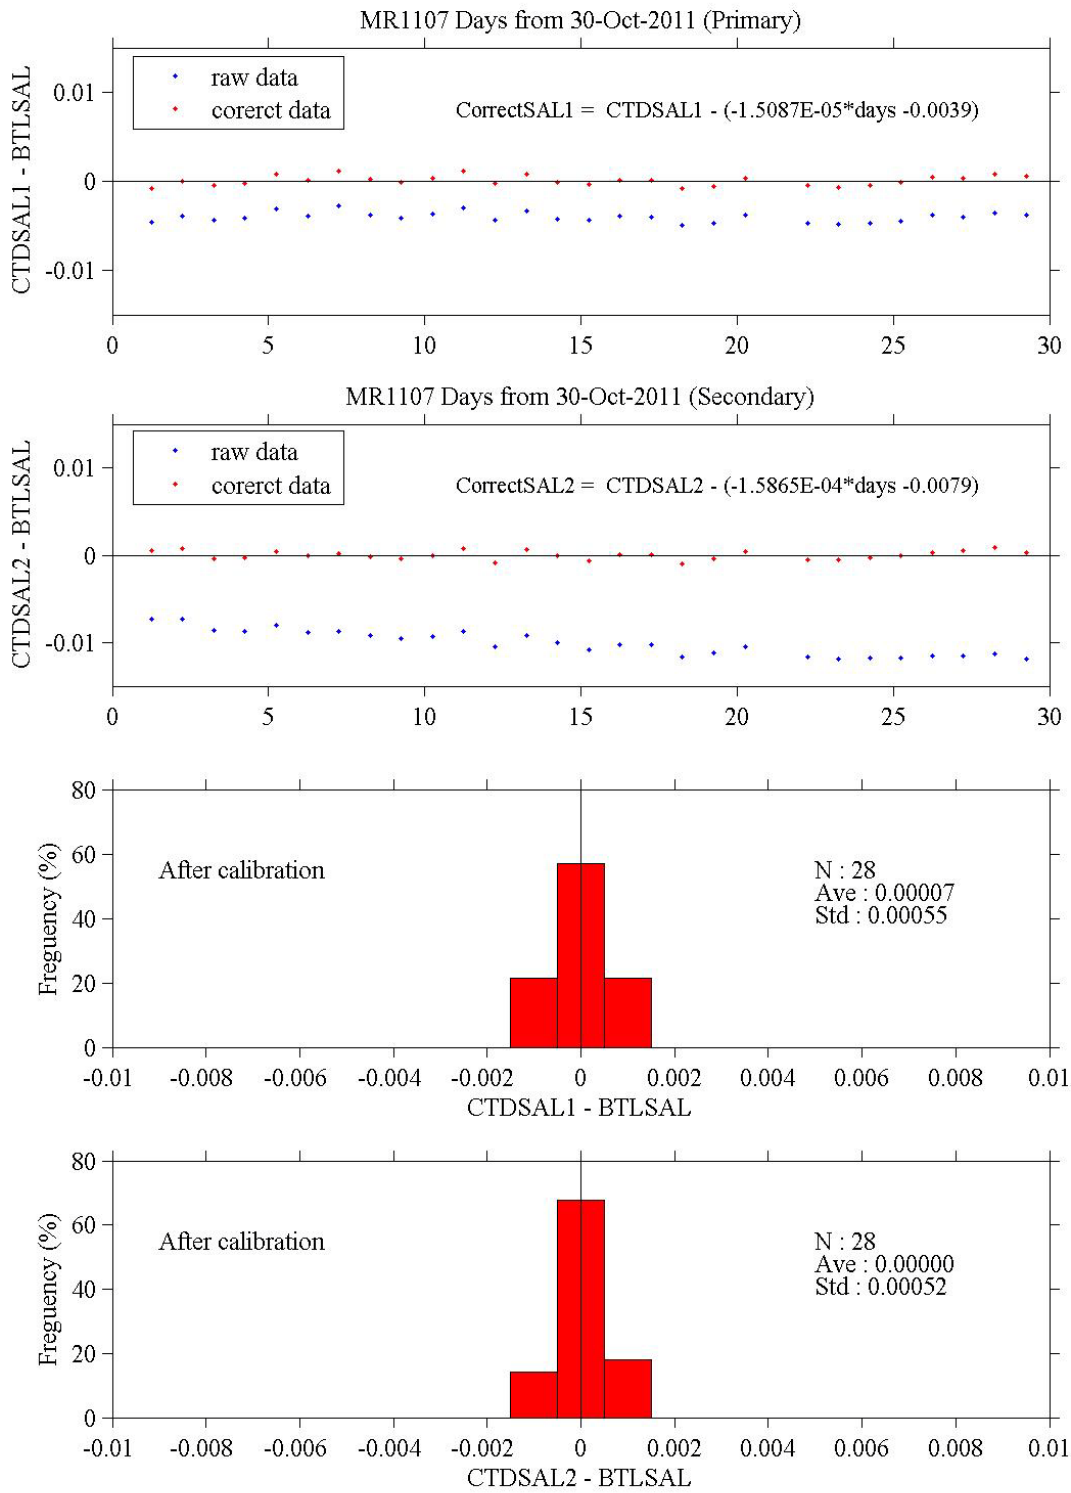 MR1107 Days from 30-Oct-2011 (Primary)
CTDSAL1 - BTLSAL
0.01
0
-0.01
raw data
corerct data
CorrectSAL1 = CTDSAL1 - (-1.5087E-05*days -0.0039)
0 5 10 15 20 25 30
MR1107 Days from 30-Oct-2011 (Secondary)
CTDSAL2 - BTLSAL
0.01
0
-0.01
raw data
corerct data
CorrectSAL2 = CTDSAL2 - (-1.5865E-04*days -0.0079)
0 5 10 15 20 25 30
Freguency (%)
80
60
40
20
0
After calibration
N : 28
Ave : 0.00007
Std : 0.00055
-0.01 -0.008 -0.006 -0.004 -0.002 0 0.002 0.004 0.006 0.008 0.01
CTDSAL1 - BTLSAL
Freguency (%)
80
60
40
20
0
After calibration
N : 28
Ave : 0.00000
Std : 0.00052
-0.01 -0.008 -0.006 -0.004 -0.002 0 0.002 0.004 0.006 0.008 0.01
CTDSAL2 - BTLSAL